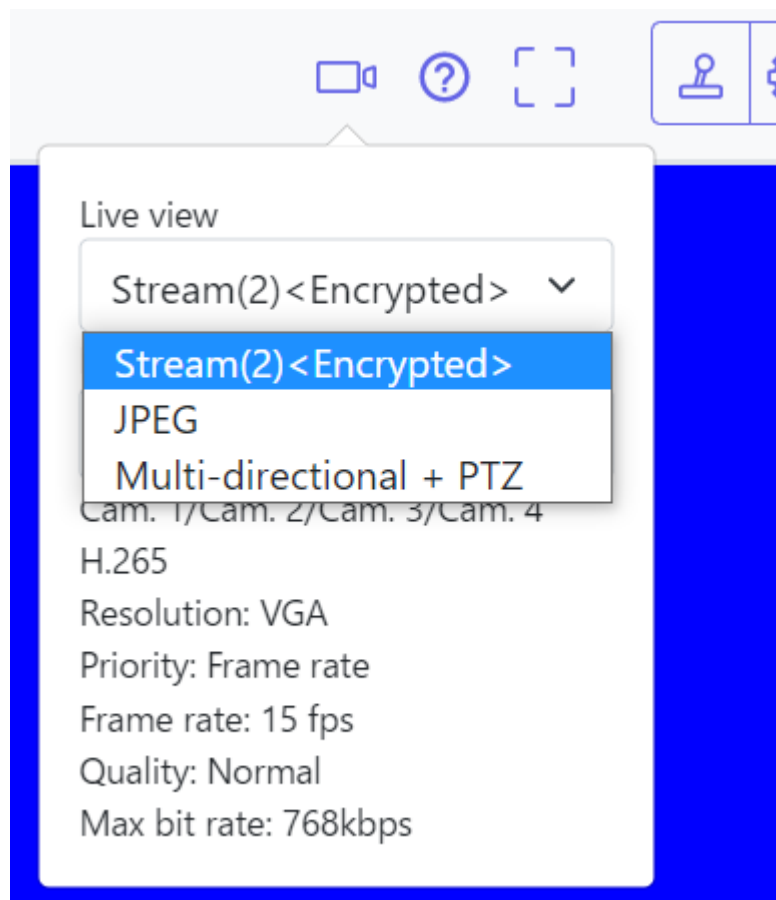 Live view
Stream(2)<Encrypted>
Stream(2)<Encrypted>
JPEG
Multi-directional + PTZ
Cam. 1/Cam. 2/Cam. 3/Cam. 4
H.265
Resolution: VGA
Priority: Frame rate
Frame rate: 15 fps
Quality: Normal
Max bit rate: 768kbps